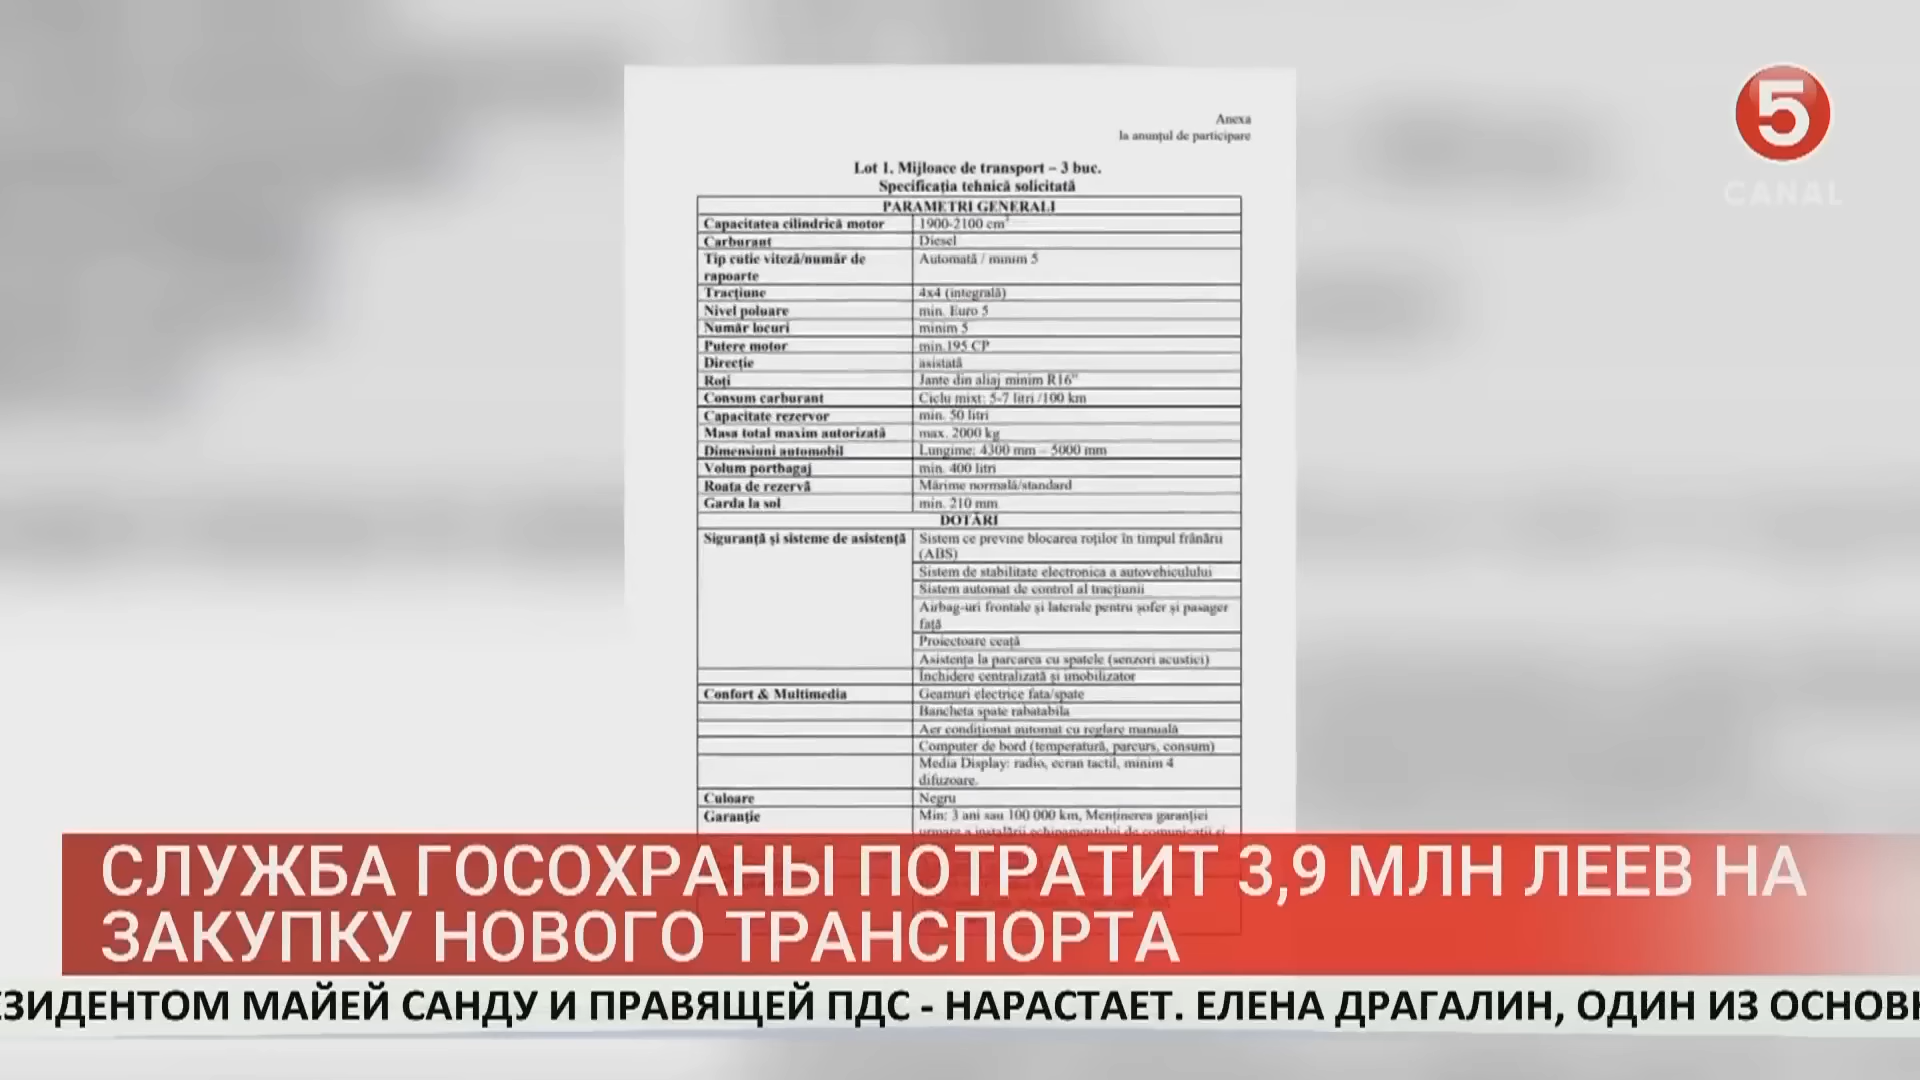 5
CANAL
Anexa
la anunțul de participare
Lot 1. Mijloace de transport – 3 buc.
Specificația tehnică solicitată
PARAMETRI GENERALI
Capacitatea cilindrică motor 1900-2100 cm³
Carburant Diesel
Tip cutie viteză/număr de Automată / minim 5
rapoarte
Tracțiune 4x4 (integrală)
Nivel poluare min. Euro 5
Număr locuri minim 5
Putere motor min.195 CP
Direcție asistată
Roți Jante din aliaj minim R16"
Consum carburant Ciclu mixt: 5-7 litri /100 km
Capacitate rezervor min. 50 litri
Masa total maxim autorizată max. 2000 kg
Dimensiuni automobil Lungime: 4300 mm – 5000 mm
Volum portbagaj min. 400 litri
Roata de rezervă Mărime normală/standard
Garda la sol min. 210 mm
DOTĂRI
Siguranță și sisteme de asistență Sistem ce previne blocarea roților în timpul frânării
(ABS)
Sistem de stabilitate electronica a autovehiculului
Sistem automat de control al tracțiunii
Airbag-uri frontale și laterale pentru șofer și pasager
față
Proiectoare ceață
Asistența la parcarea cu spatele (senzori acustici)
Închidere centralizată și imobilizator
Confort & Multimedia Geamuri electrice fata/spate
Bancheta spate rabatabila
Aer condiționat automat cu reglare manuală
Computer de bord (temperatură, parcurs, consum)
Media Display: radio, ecran tactil, minim 4
difuzoare.
Culoare Negru
Garanție Min: 3 ani sau 100 000 km, Menținerea garanției
urmare a instalării echipamentului de comunicații și
СЛУЖБА ГОСОХРАНЫ ПОТРАТИТ 3,9 МЛН ЛЕЕВ НА
ЗАКУПКУ НОВОГО ТРАНСПОРТА
ЕЗИДЕНТОМ МАЙЕЙ САНДУ И ПРАВЯЩЕЙ ПДС - НАРАСТАЕТ. ЕЛЕНА ДРАГАЛИН, ОДИН ИЗ ОСНОВН